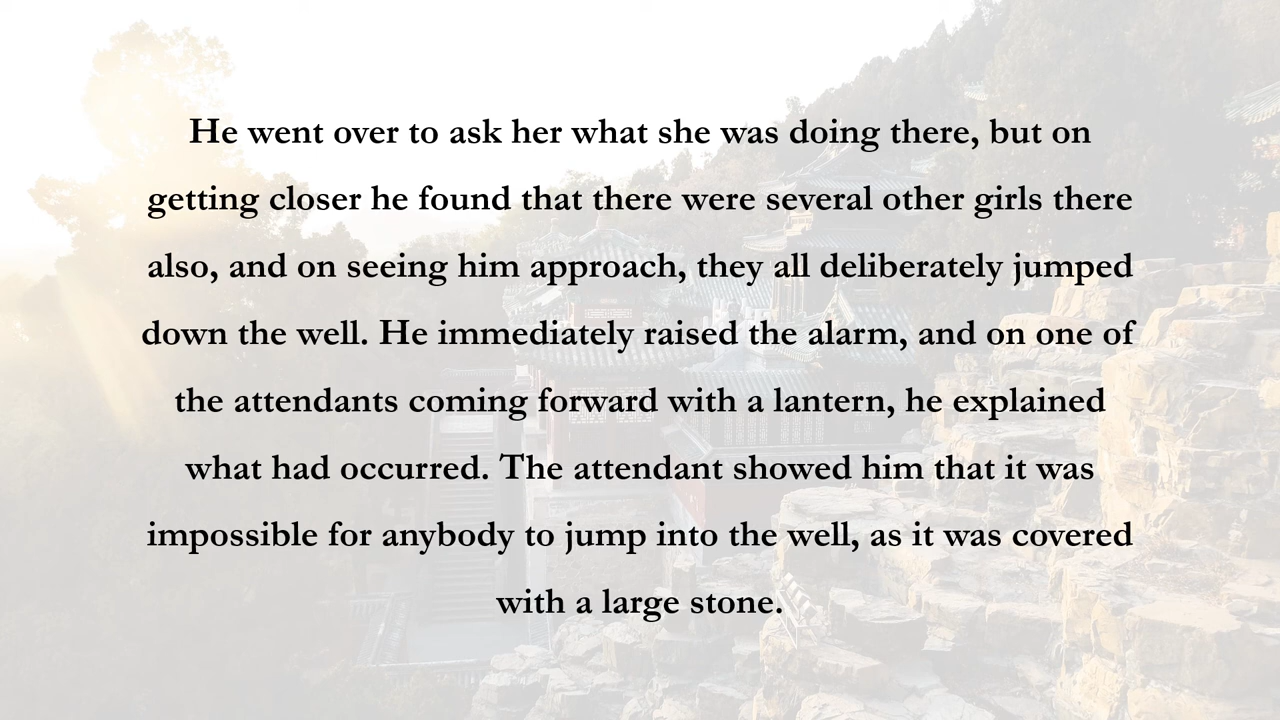 He went over to ask her what she was doing there, but on
getting closer he found that there were several other girls there
also, and on seeing him approach, they all deliberately jumped
down the well. He immediately raised the alarm, and on one of
the attendants coming forward with a lantern, he explained
what had occurred. The attendant showed him that it was
impossible for anybody to jump into the well, as it was covered
with a large stone.